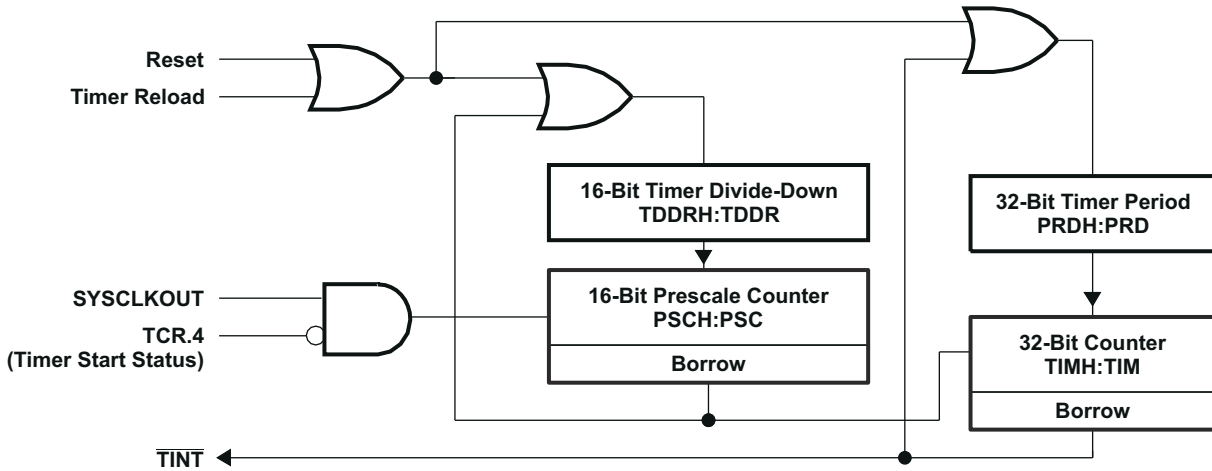 Reset
Timer Reload
16-Bit Timer Divide-Down
TDDRH:TDDR
32-Bit Timer Period
PRDH:PRD
SYSCLKOUT
TCR.4
(Timer Start Status)
16-Bit Prescale Counter
PSCH:PSC
Borrow
32-Bit Counter
TIMH:TIM
Borrow
TINT